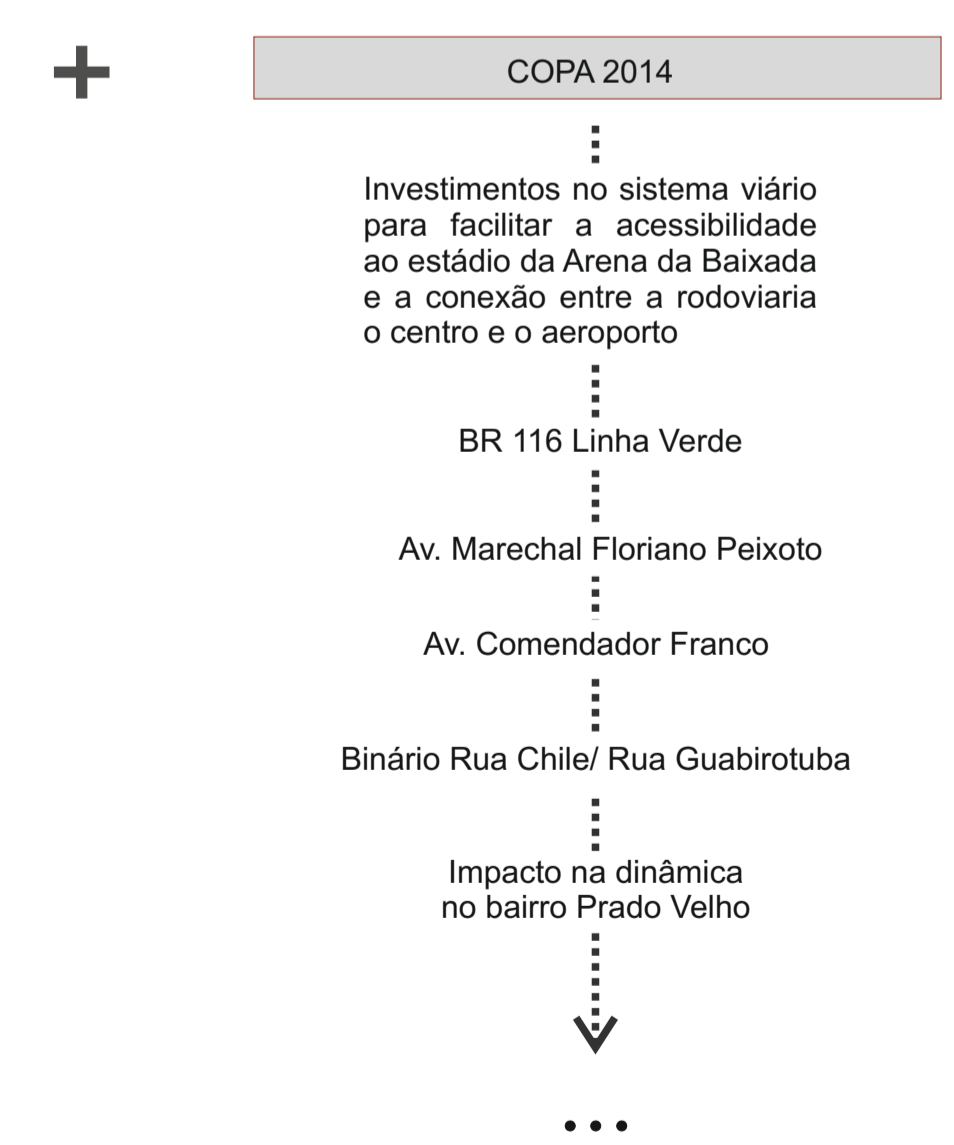 +
COPA 2014
Investimentos no sistema viário
para facilitar a acessibilidade
ao estádio da Arena da Baixada
e a conexão entre a rodoviaria
o centro e o aeroporto
BR 116 Linha Verde
Av. Marechal Floriano Peixoto
Av. Comendador Franco
Binário Rua Chile/ Rua Guabirotuba
Impacto na dinâmica
no bairro Prado Velho
...